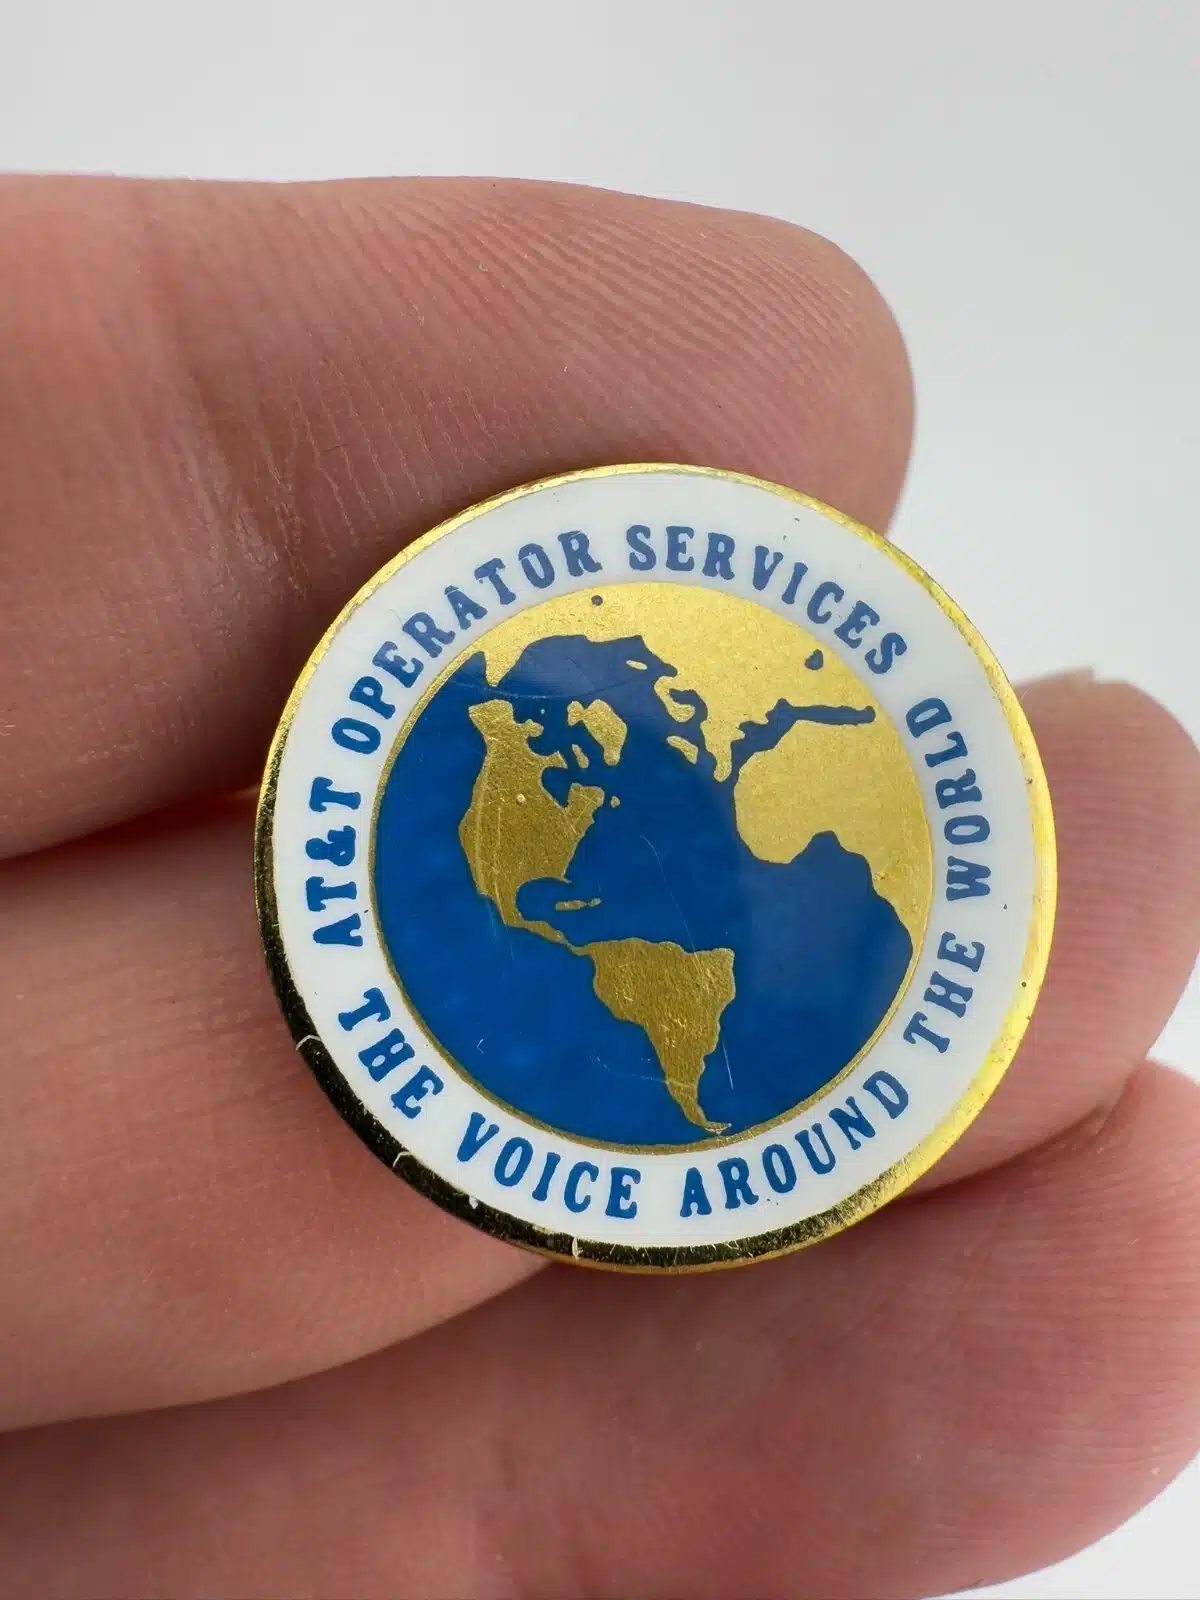 AT&T OPERATOR SERVICES
THE VOICE AROUND THE WORLD